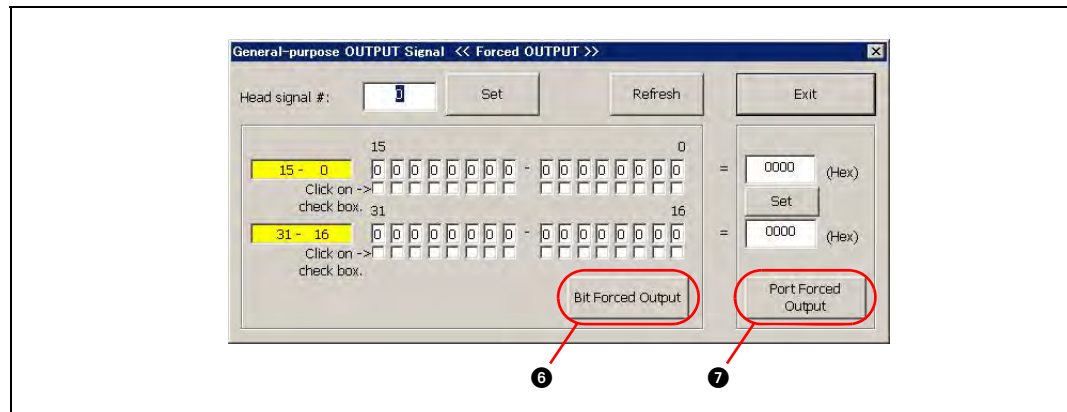 General-purpose OUTPUT Signal << Forced OUTPUT >>
Head signal #: 0 Set Refresh Exit
15 0
15 - 0 0 0 0 0 0 0 0 0 - 0 0 0 0 0 0 0 0 = 0000 (Hex)
Click on ->
check box.
Set
31 16
31 - 16 0 0 0 0 0 0 0 0 - 0 0 0 0 0 0 0 0 = 0000 (Hex)
Click on ->
check box.
Bit Forced Output
Port Forced
Output
❻ ❼